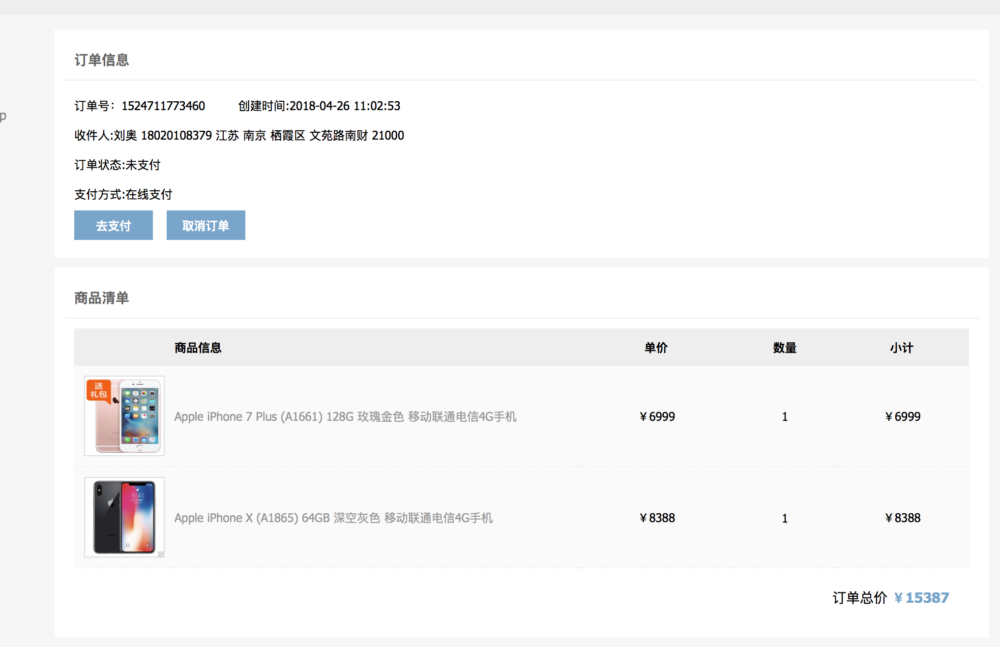 p
订单信息
订单号：1524711773460 创建时间:2018-04-26 11:02:53
收件人:刘奥 18020108379 江苏 南京 栖霞区 文苑路南财 21000
订单状态:未支付
支付方式:在线支付
去支付 取消订单
商品清单
商品信息 单价 数量 小计
送
礼包
Apple iPhone 7 Plus (A1661) 128G 玫瑰金色 移动联通电信4G手机 ¥6999 1 ¥6999
9:41
Apple iPhone X (A1865) 64GB 深空灰色 移动联通电信4G手机 ¥8388 1 ¥8388
订单总价 ¥15387